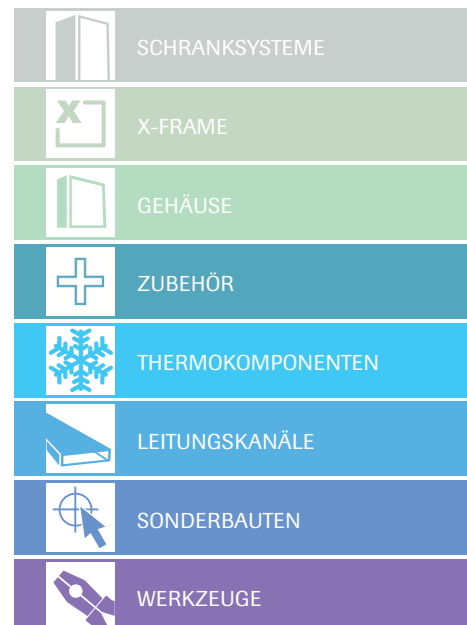 SCHRANKSYSTEME
X-FRAME
GEHÄUSE
ZUBEHÖR
THERMOKOMPONENTEN
LEITUNGSKANÄLE
SONDERBAUTEN
WERKZEUGE